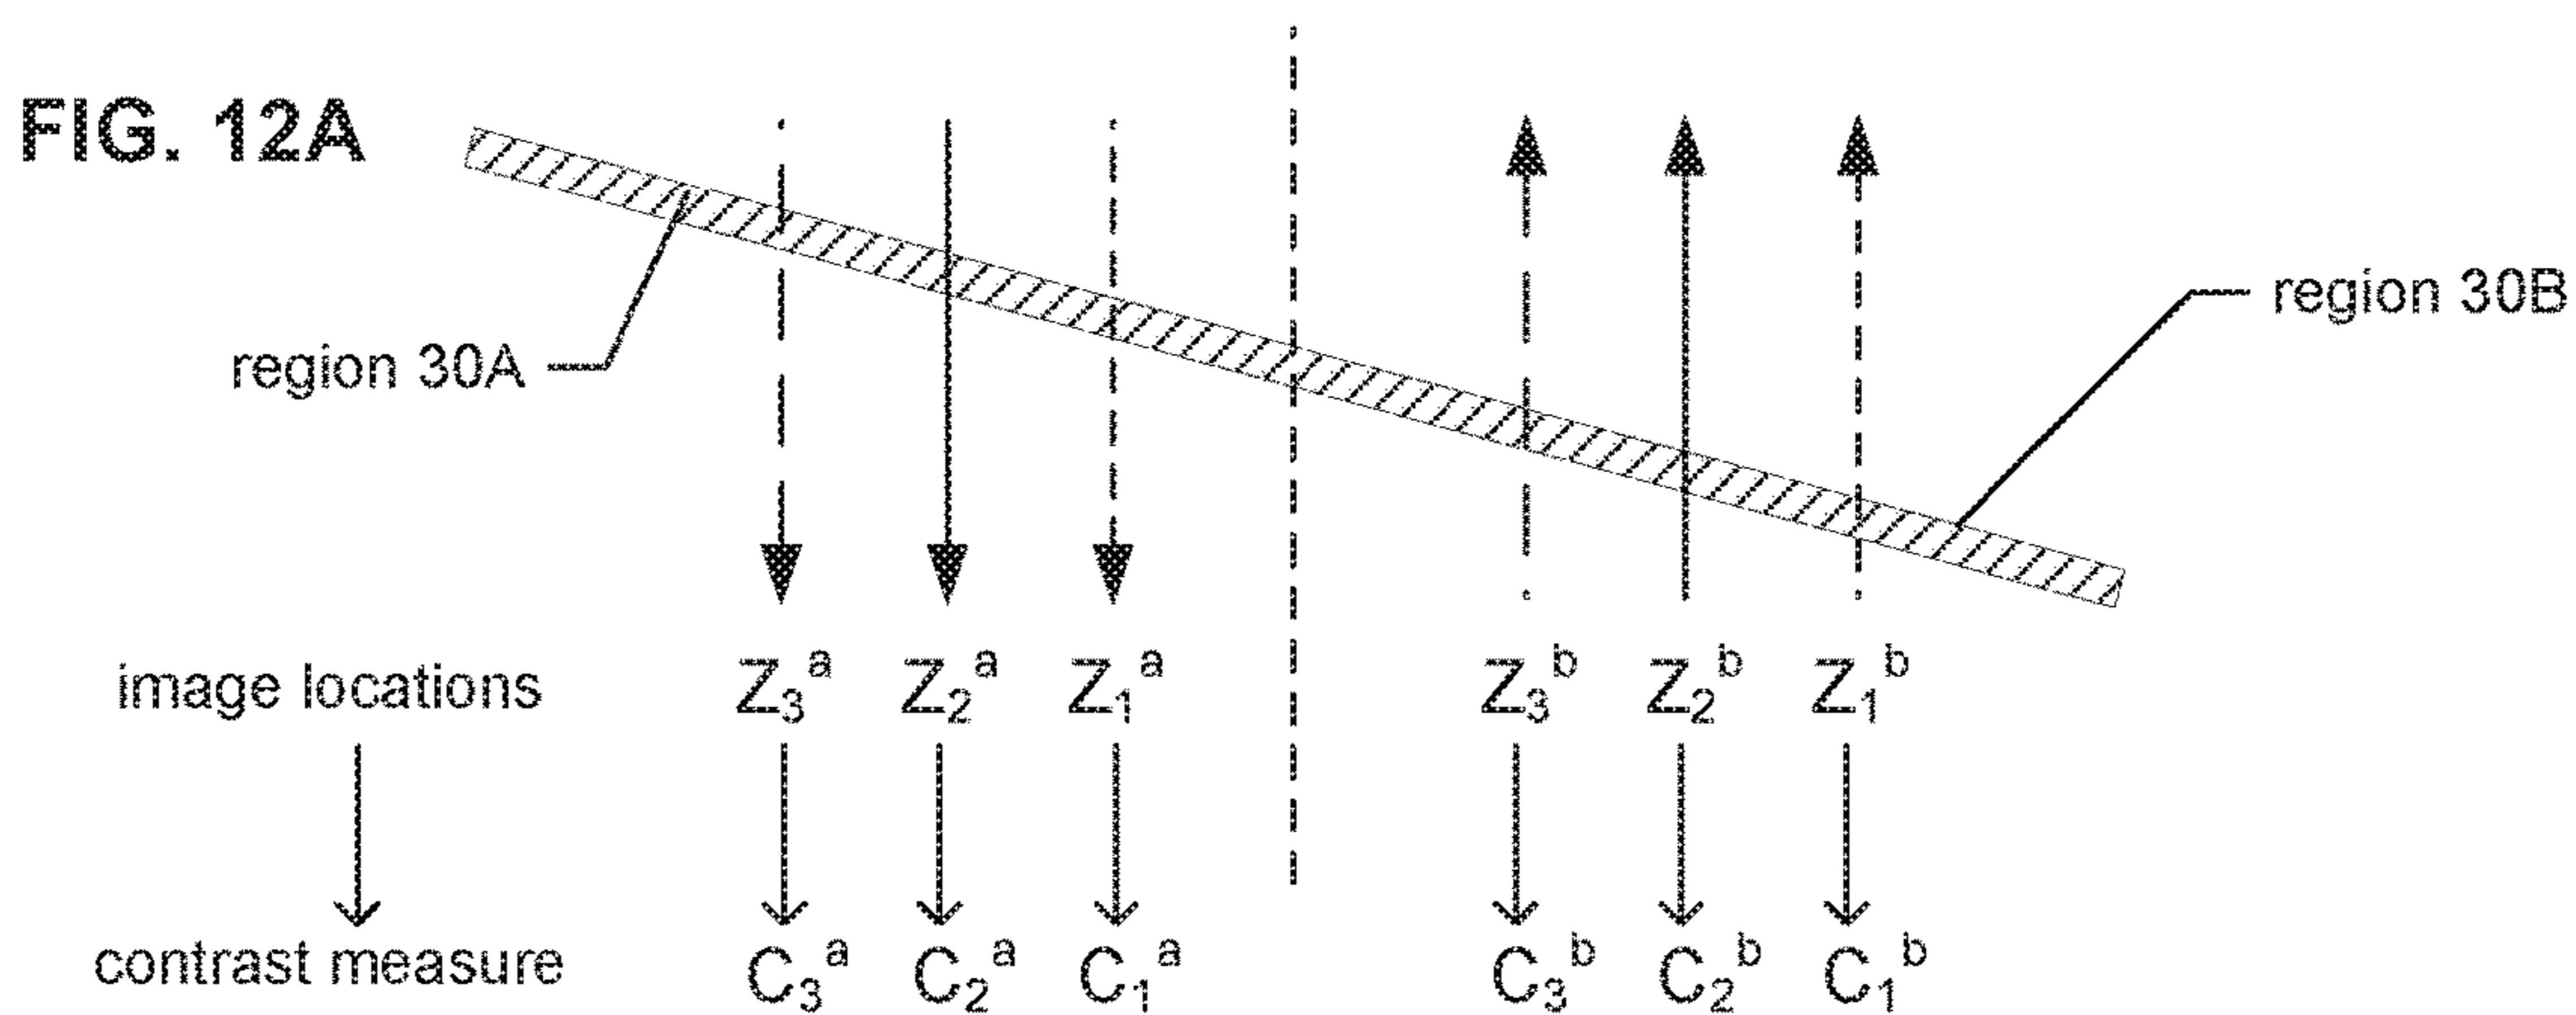 FIG. 12A
region 30B
region 30A
image locations Z₃ᵃ Z₂ᵃ Z₁ᵃ Z₃ᵇ Z₂ᵇ Z₁ᵇ
contrast measure C₃ᵃ C₂ᵃ C₁ᵃ C₃ᵇ C₂ᵇ C₁ᵇ